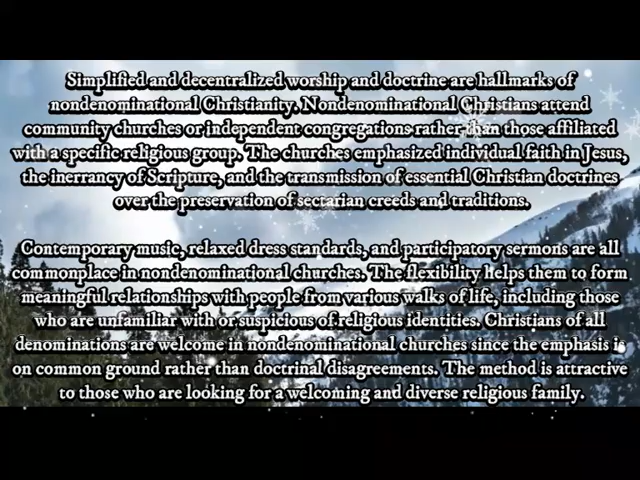 Simplified and decentralized worship and doctrine are hallmarks of
nondenominational Christianity. Nondenominational Christians attend
community churches or independent congregations rather than those affiliated
with a specific religious group. The churches emphasized individual faith in Jesus,
the inerrancy of Scripture, and the transmission of essential Christian doctrines
over the preservation of sectarian creeds and traditions.
Contemporary music, relaxed dress standards, and participatory sermons are all
commonplace in nondenominational churches. The flexibility helps them to form
meaningful relationships with people from various walks of life, including those
who are unfamiliar with or suspicious of religious identities. Christians of all
denominations are welcome in nondenominational churches since the emphasis is
on common ground rather than doctrinal disagreements. The method is attractive
to those who are looking for a welcoming and diverse religious family.